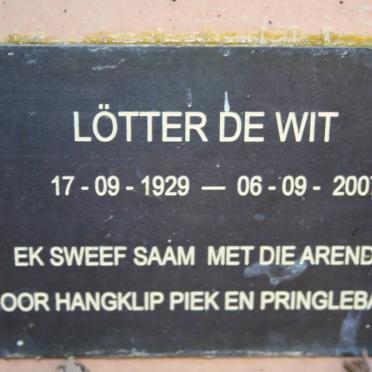 LÖTTER DE WIT
17 - 09 - 1929 — 06 - 09 - 2007
EK SWEEF SAAM MET DIE AREND
OOR HANGKLIP PIEK EN PRINGLEBA